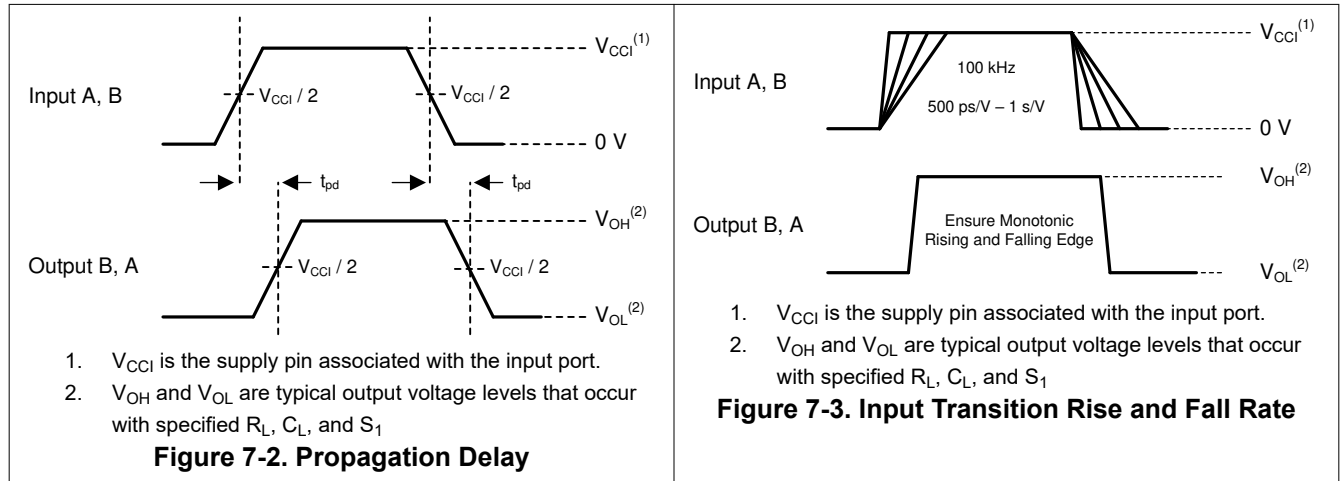 V_CCI^(1)
Input A, B
V_CCI / 2
V_CCI / 2
0 V
t_pd
t_pd
V_OH^(2)
Output B, A
V_CCI / 2
V_CCI / 2
V_OL^(2)
1. V_CCI is the supply pin associated with the input port.
2. V_OH and V_OL are typical output voltage levels that occur
with specified R_L, C_L, and S_1
Figure 7-2. Propagation Delay
V_CCI^(1)
100 kHz
Input A, B
500 ps/V – 1 s/V
0 V
V_OH^(2)
Output B, A
Ensure Monotonic
Rising and Falling Edge
V_OL^(2)
1. V_CCI is the supply pin associated with the input port.
2. V_OH and V_OL are typical output voltage levels that occur
with specified R_L, C_L, and S_1
Figure 7-3. Input Transition Rise and Fall Rate